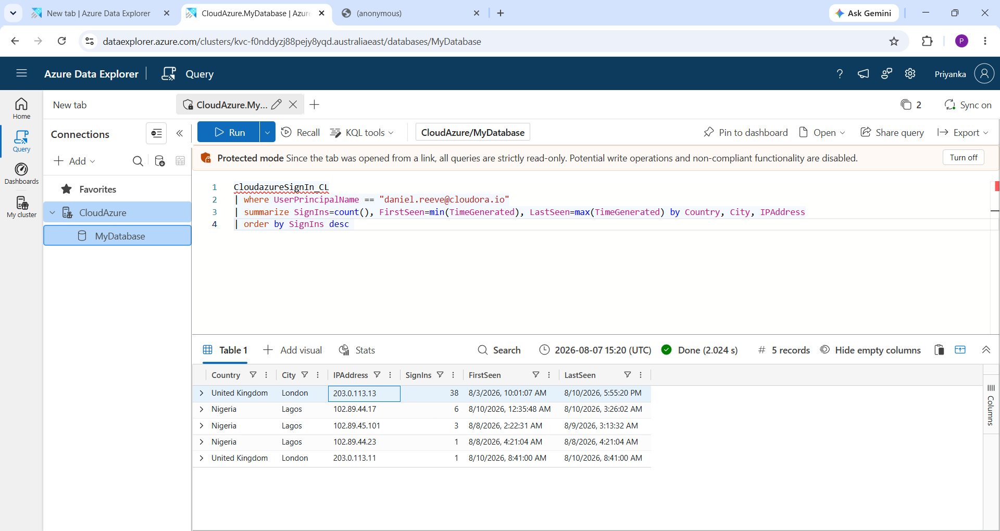 New tab | Azure Data Explorer
CloudAzure.MyDatabase | Azure
(anonymous)
Ask Gemini
dataexplorer.azure.com/clusters/kvc-f0nddyzj88pejy8yqd.australiaeast/databases/MyDatabase
P
Azure Data Explorer
Query
Priyanka
Home
Query
Dashboards
My cluster
New tab
CloudAzure.My...
2
Sync on
Connections
Add
Favorites
CloudAzure
MyDatabase
Run
Recall
KQL tools
CloudAzure/MyDatabase
Pin to dashboard
Open
Share query
Export
Protected mode Since the tab was opened from a link, all queries are strictly read-only. Potential write operations and non-compliant functionality are disabled.
Turn off
1 CloudazureSignIn_CL
2 | where UserPrincipalName == "daniel.reeve@cloudora.io"
3 | summarize SignIns=count(), FirstSeen=min(TimeGenerated), LastSeen=max(TimeGenerated) by Country, City, IPAddress
4 | order by SignIns desc
Table 1
Add visual
Stats
Search
2026-08-07 15:20 (UTC)
Done (2.024 s)
# 5 records
Hide empty columns
Country City IPAddress SignIns FirstSeen LastSeen
United Kingdom London 203.0.113.13 38 8/3/2026, 10:01:07 AM 8/10/2026, 5:55:20 PM
Nigeria Lagos 102.89.44.17 6 8/10/2026, 12:35:48 AM 8/10/2026, 3:26:02 AM
Nigeria Lagos 102.89.45.101 3 8/8/2026, 2:22:31 AM 8/9/2026, 3:13:32 AM
Nigeria Lagos 102.89.44.23 1 8/8/2026, 4:21:04 AM 8/8/2026, 4:21:04 AM
United Kingdom London 203.0.113.11 1 8/10/2026, 8:41:00 AM 8/10/2026, 8:41:00 AM
Columns